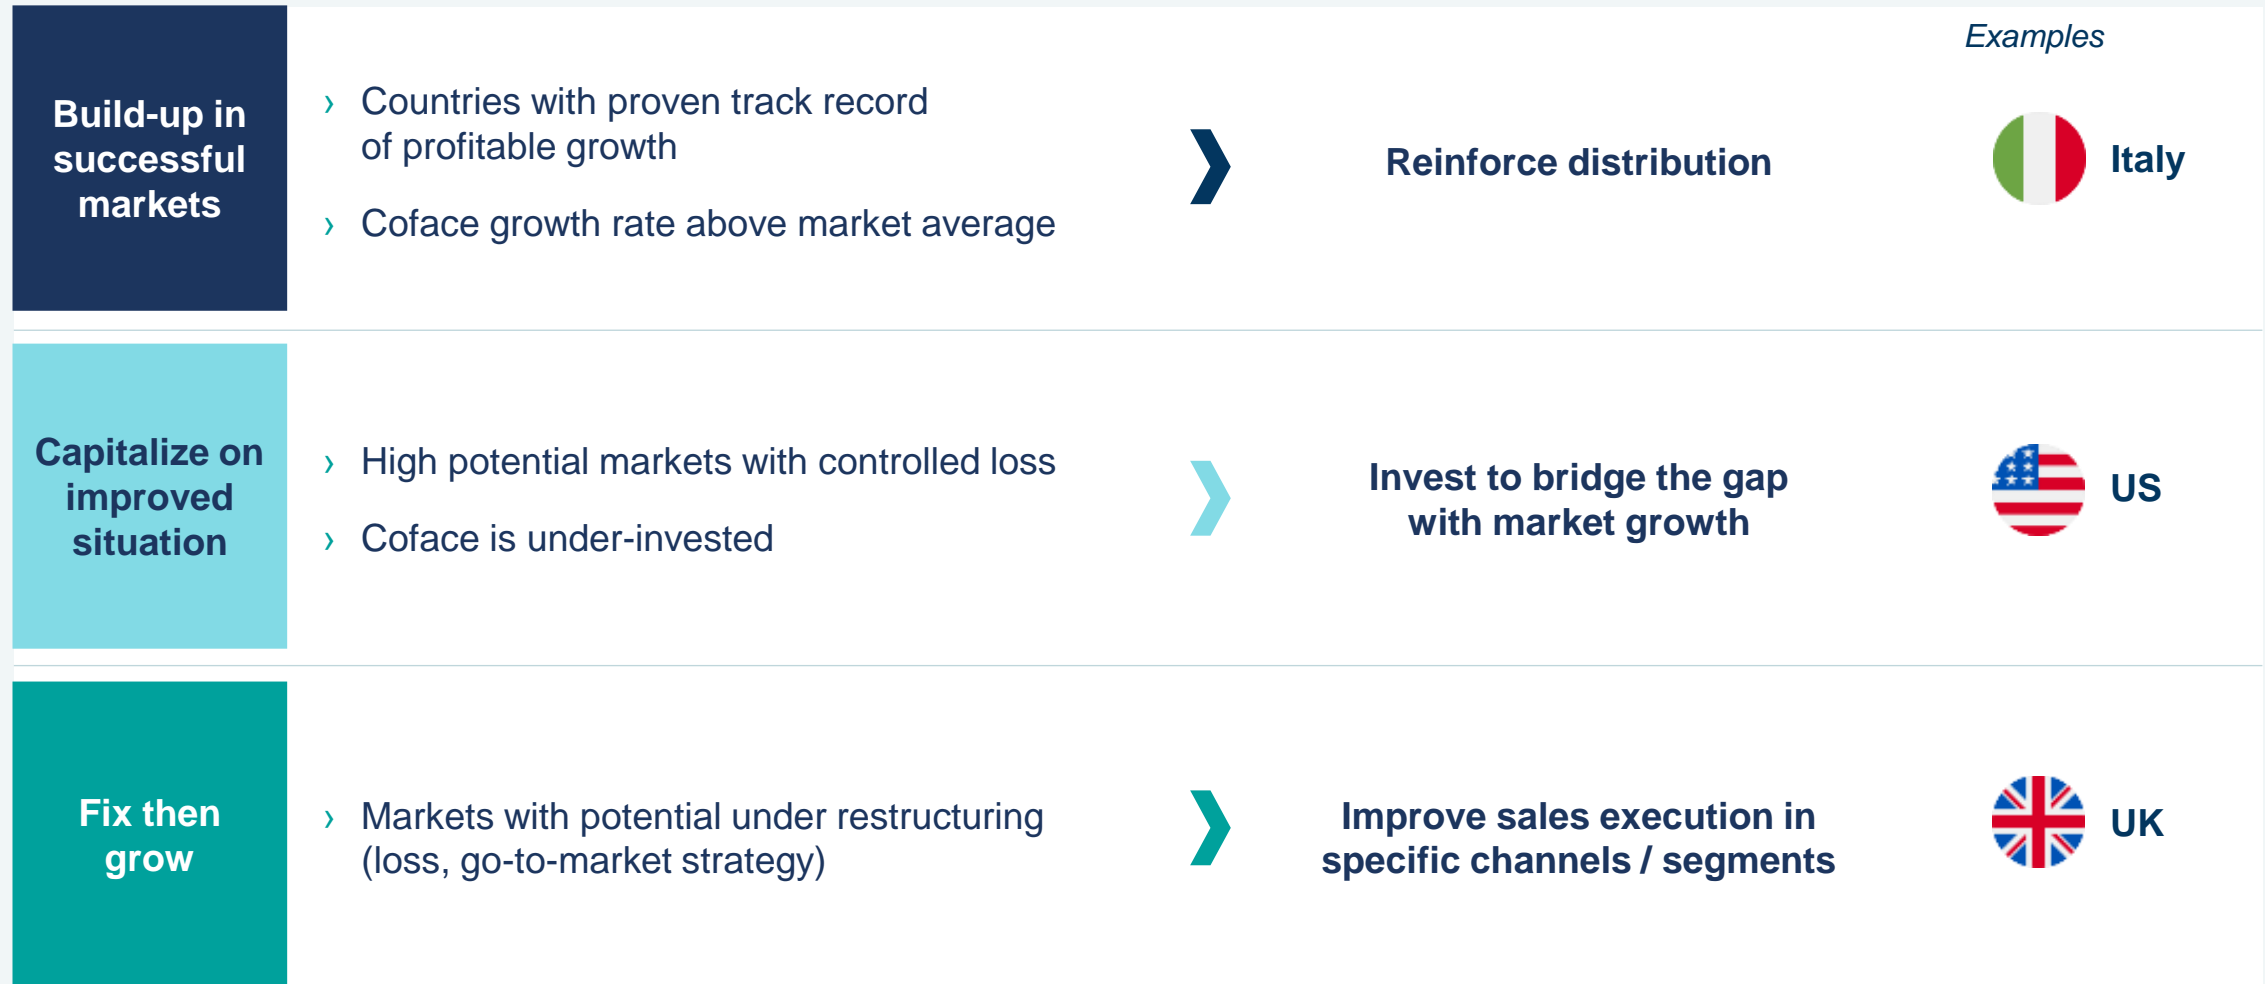 Examples
Build-up in
successful
markets
› Countries with proven track record
of profitable growth
› Coface growth rate above market average
Reinforce distribution
Italy
Capitalize on
improved
situation
› High potential markets with controlled loss
› Coface is under-invested
Invest to bridge the gap
with market growth
US
Fix then
grow
› Markets with potential under restructuring
(loss, go-to-market strategy)
Improve sales execution in
specific channels / segments
UK